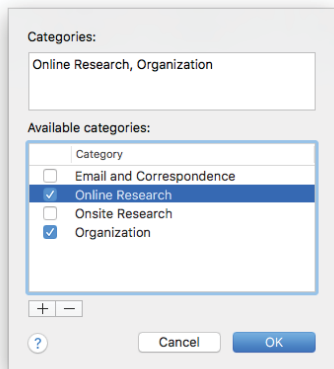 Categories:
Online Research, Organization
Available categories:
Category
Email and Correspondence
Online Research
Onsite Research
Organization
+ −
? Cancel OK